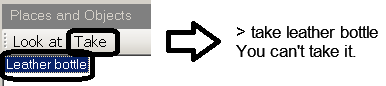 Places and Objects
Look at Take
Leather bottle
> take leather bottle
You can't take it.